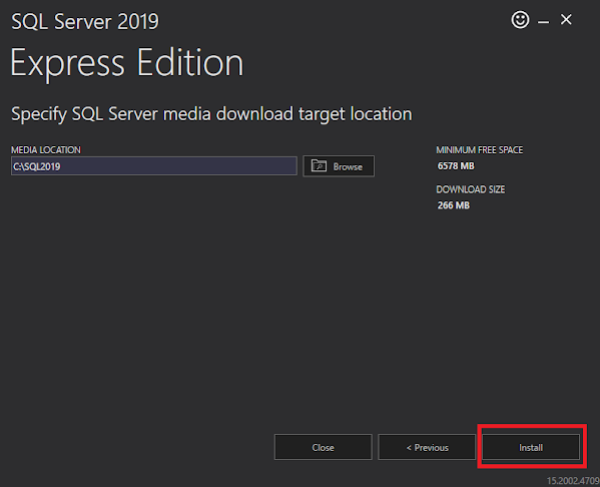 SQL Server 2019
Express Edition
Specify SQL Server media download target location
MEDIA LOCATION
C:\SQL2019
Browse
MINIMUM FREE SPACE
6578 MB
DOWNLOAD SIZE
266 MB
Close
< Previous
Install
15.2002.4709